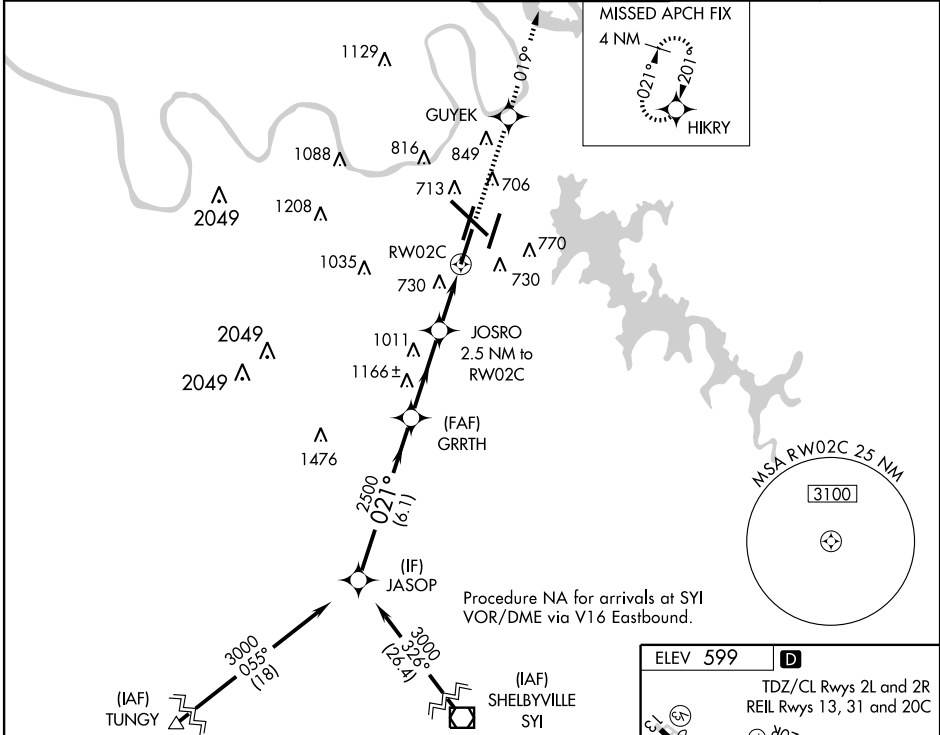 MISSED APCH FIX
4 NM
021°
201°
HIKRY
1129
019°
GUYEK
1088
816
849
713
706
2049
1208
RW02C
1035
730
770
730
JOSRO
2.5 NM to
RW02C
2049
1011
2049
1166±
(FAF)
GRRTH
1476
2500
021°
(6.1)
MSA RW02C 25 NM
3100
(IF)
JASOP
Procedure NA for arrivals at SYI
VOR/DME via V16 Eastbound.
3000
055°
(18)
3000
326°
(26.4)
(IAF)
TUNGY
(IAF)
SHELBYVILLE
SYI
ELEV 599
D
TDZ/CL Rwys 2L and 2R
REIL Rwys 13, 31 and 20C
13